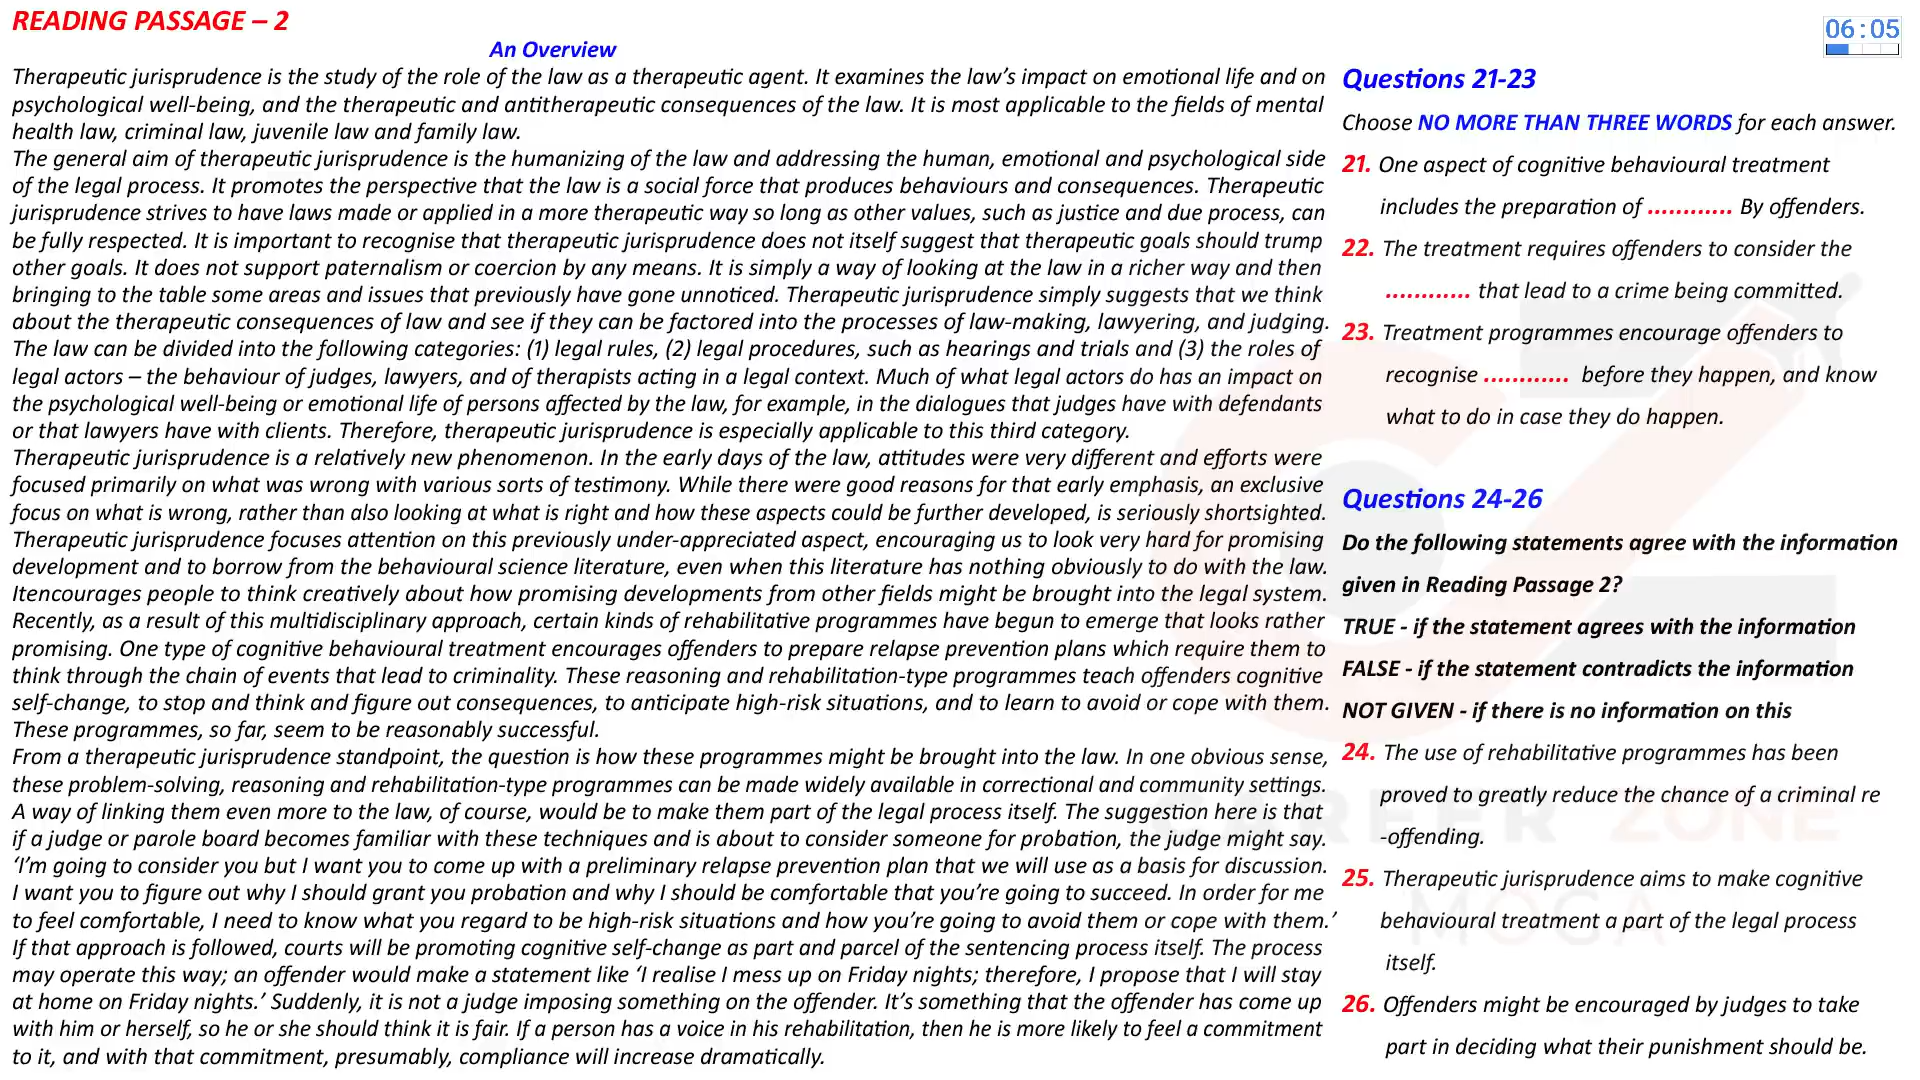 READING PASSAGE – 2
An Overview
Therapeutic jurisprudence is the study of the role of the law as a therapeutic agent. It examines the law’s impact on emotional life and on
psychological well-being, and the therapeutic and antitherapeutic consequences of the law. It is most applicable to the fields of mental
health law, criminal law, juvenile law and family law.
The general aim of therapeutic jurisprudence is the humanizing of the law and addressing the human, emotional and psychological side
of the legal process. It promotes the perspective that the law is a social force that produces behaviours and consequences. Therapeutic
jurisprudence strives to have laws made or applied in a more therapeutic way so long as other values, such as justice and due process, can
be fully respected. It is important to recognise that therapeutic jurisprudence does not itself suggest that therapeutic goals should trump
other goals. It does not support paternalism or coercion by any means. It is simply a way of looking at the law in a richer way and then
bringing to the table some areas and issues that previously have gone unnoticed. Therapeutic jurisprudence simply suggests that we think
about the therapeutic consequences of law and see if they can be factored into the processes of law-making, lawyering, and judging.
The law can be divided into the following categories: (1) legal rules, (2) legal procedures, such as hearings and trials and (3) the roles of
legal actors – the behaviour of judges, lawyers, and of therapists acting in a legal context. Much of what legal actors do has an impact on
the psychological well-being or emotional life of persons affected by the law, for example, in the dialogues that judges have with defendants
or that lawyers have with clients. Therefore, therapeutic jurisprudence is especially applicable to this third category.
Therapeutic jurisprudence is a relatively new phenomenon. In the early days of the law, attitudes were very different and efforts were
focused primarily on what was wrong with various sorts of testimony. While there were good reasons for that early emphasis, an exclusive
focus on what is wrong, rather than also looking at what is right and how these aspects could be further developed, is seriously shortsighted.
Therapeutic jurisprudence focuses attention on this previously under-appreciated aspect, encouraging us to look very hard for promising
development and to borrow from the behavioural science literature, even when this literature has nothing obviously to do with the law.
Itencourages people to think creatively about how promising developments from other fields might be brought into the legal system.
Recently, as a result of this multidisciplinary approach, certain kinds of rehabilitative programmes have begun to emerge that looks rather
promising. One type of cognitive behavioural treatment encourages offenders to prepare relapse prevention plans which require them to
think through the chain of events that lead to criminality. These reasoning and rehabilitation-type programmes teach offenders cognitive
self-change, to stop and think and figure out consequences, to anticipate high-risk situations, and to learn to avoid or cope with them.
These programmes, so far, seem to be reasonably successful.
From a therapeutic jurisprudence standpoint, the question is how these programmes might be brought into the law. In one obvious sense,
these problem-solving, reasoning and rehabilitation-type programmes can be made widely available in correctional and community settings.
A way of linking them even more to the law, of course, would be to make them part of the legal process itself. The suggestion here is that
if a judge or parole board becomes familiar with these techniques and is about to consider someone for probation, the judge might say.
‘I’m going to consider you but I want you to come up with a preliminary relapse prevention plan that we will use as a basis for discussion.
I want you to figure out why I should grant you probation and why I should be comfortable that you’re going to succeed. In order for me
to feel comfortable, I need to know what you regard to be high-risk situations and how you’re going to avoid them or cope with them.’
If that approach is followed, courts will be promoting cognitive self-change as part and parcel of the sentencing process itself. The process
may operate this way; an offender would make a statement like ‘I realise I mess up on Friday nights; therefore, I propose that I will stay
at home on Friday nights.’ Suddenly, it is not a judge imposing something on the offender. It’s something that the offender has come up
with him or herself, so he or she should think it is fair. If a person has a voice in his rehabilitation, then he is more likely to feel a commitment
to it, and with that commitment, presumably, compliance will increase dramatically.
06:05
Questions 21-23
Choose NO MORE THAN THREE WORDS for each answer.
21. One aspect of cognitive behavioural treatment
includes the preparation of ............ By offenders.
22. The treatment requires offenders to consider the
............ that lead to a crime being committed.
23. Treatment programmes encourage offenders to
recognise ............ before they happen, and know
what to do in case they do happen.
Questions 24-26
Do the following statements agree with the information
given in Reading Passage 2?
TRUE - if the statement agrees with the information
FALSE - if the statement contradicts the information
NOT GIVEN - if there is no information on this
24. The use of rehabilitative programmes has been
proved to greatly reduce the chance of a criminal re
-offending.
25. Therapeutic jurisprudence aims to make cognitive
behavioural treatment a part of the legal process
itself.
26. Offenders might be encouraged by judges to take
part in deciding what their punishment should be.
CAREER ZONE
MOGA